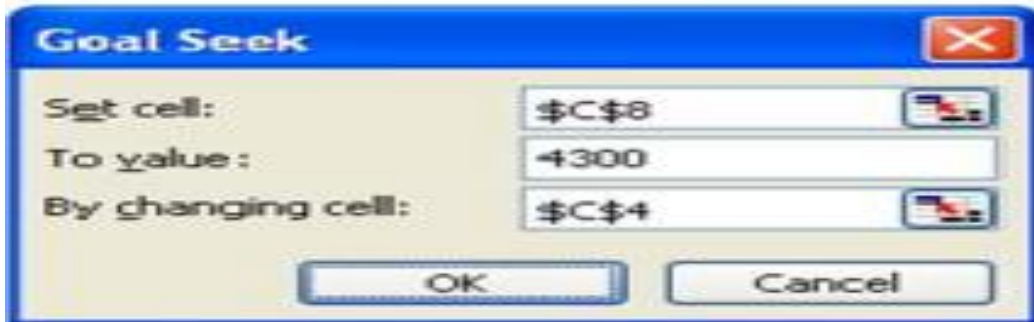 Goal Seek
Set cell: $C$8
To value: 4300
By changing cell: $C$4
OK Cancel